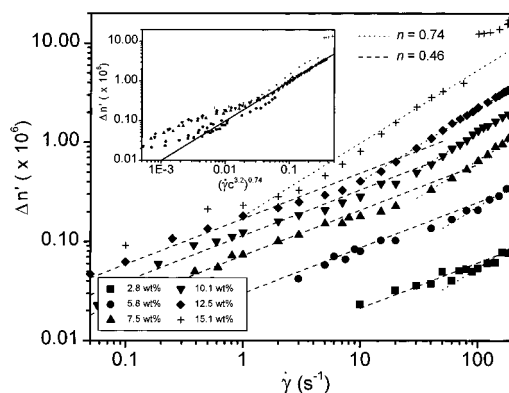 10.00
1.00
0.10
0.01
Δn' (x 10⁶)
0.1
1
10
100
γ̇ (s⁻¹)
n = 0.74
n = 0.46
10.00
1.00
0.10
0.01
Δn' (x 10⁶)
1E-3
0.01
0.1
(γ̇c³·²)⁰·⁷⁴
2.8 wt%
5.8 wt%
7.5 wt%
10.1 wt%
12.5 wt%
15.1 wt%